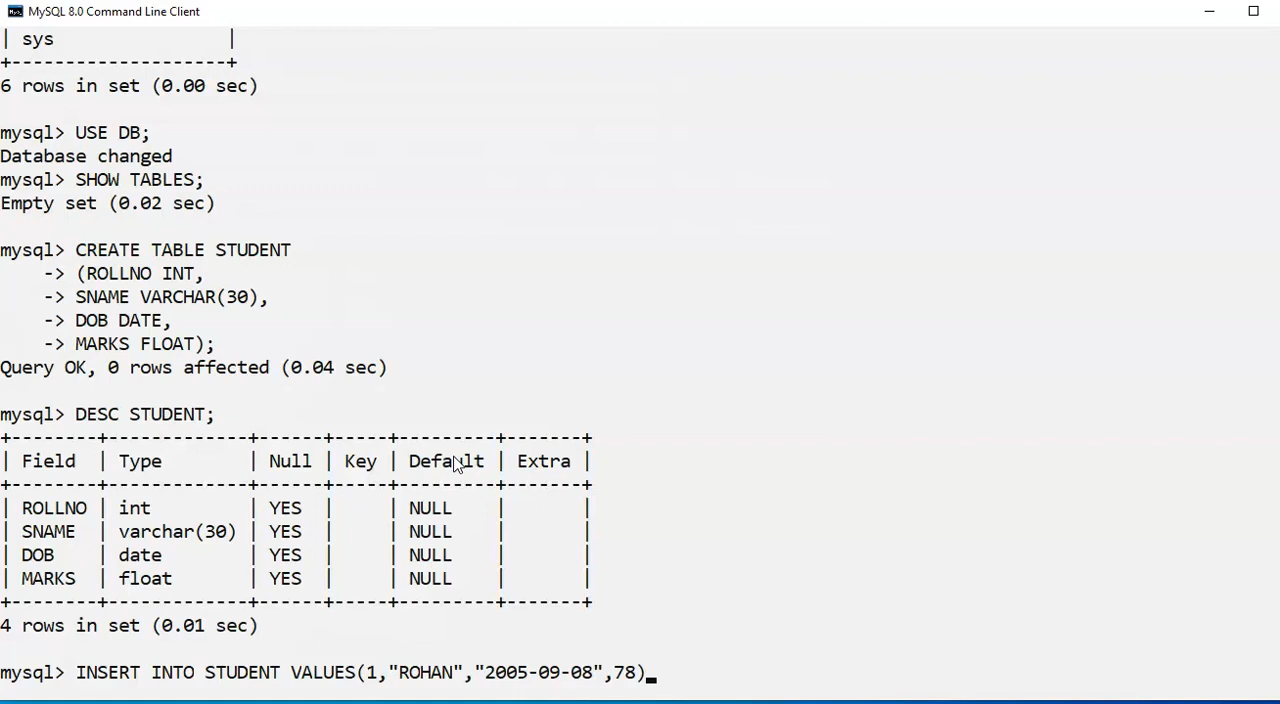 MySQL 8.0 Command Line Client
| sys                |
+--------------------+
6 rows in set (0.00 sec)
mysql> USE DB;
Database changed
mysql> SHOW TABLES;
Empty set (0.02 sec)
mysql> CREATE TABLE STUDENT
    -> (ROLLNO INT,
    -> SNAME VARCHAR(30),
    -> DOB DATE,
    -> MARKS FLOAT);
Query OK, 0 rows affected (0.04 sec)
mysql> DESC STUDENT;
+--------+-------------+------+-----+---------+-------+
| Field  | Type        | Null | Key | Default | Extra |
+--------+-------------+------+-----+---------+-------+
| ROLLNO | int         | YES  |     | NULL    |       |
| SNAME  | varchar(30) | YES  |     | NULL    |       |
| DOB    | date        | YES  |     | NULL    |       |
| MARKS  | float       | YES  |     | NULL    |       |
+--------+-------------+------+-----+---------+-------+
4 rows in set (0.01 sec)
mysql> INSERT INTO STUDENT VALUES(1,"ROHAN","2005-09-08",78)